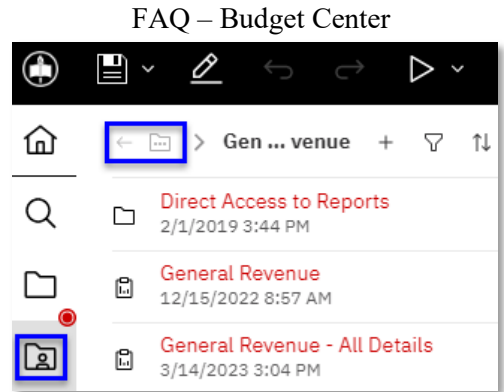 FAQ – Budget Center
Gen ... venue
Direct Access to Reports
2/1/2019 3:44 PM
General Revenue
12/15/2022 8:57 AM
General Revenue - All Details
3/14/2023 3:04 PM